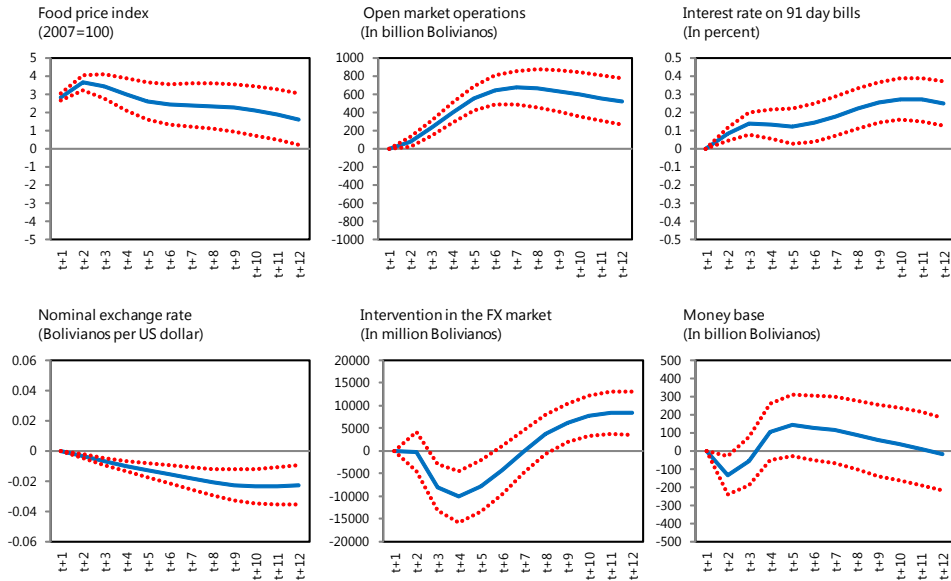 Food price index
(2007=100)
5
4
3
2
1
0
1
2
3
4
5
t+1
t+2
t+3
t+4
t+5
t+6
t+7
t+8
t+9
t+10
t+11
t+12
Open market operations
(In billion Bolivianos)
1000
800
600
400
200
0
-200
-400
-600
-800
-1000
t+1
t+2
t+3
t+4
t+5
t+6
t+7
t+8
t+9
t+10
t+11
t+12
Interest rate on 91 day bills
(In percent)
0.5
0.4
0.3
0.2
0.1
0
0.1
0.2
0.3
0.4
0.5
t+1
t+2
t+3
t+4
t+5
t+6
t+7
t+8
t+9
t+10
t+11
t+12
Nominal exchange rate
(Bolivianos per US dollar)
0.06
0.04
0.02
0
-0.02
-0.04
-0.06
t+1
t+2
t+3
t+4
t+5
t+6
t+7
t+8
t+9
t+10
t+11
t+12
Intervention in the FX market
(In million Bolivianos)
20000
15000
10000
5000
0
-5000
-10000
-15000
-20000
t+1
t+2
t+3
t+4
t+5
t+6
t+7
t+8
t+9
t+10
t+11
t+12
Money base
(In billion Bolivianos)
500
400
300
200
100
0
-100
-200
-300
-400
-500
t+1
t+2
t+3
t+4
t+5
t+6
t+7
t+8
t+9
t+10
t+11
t+12